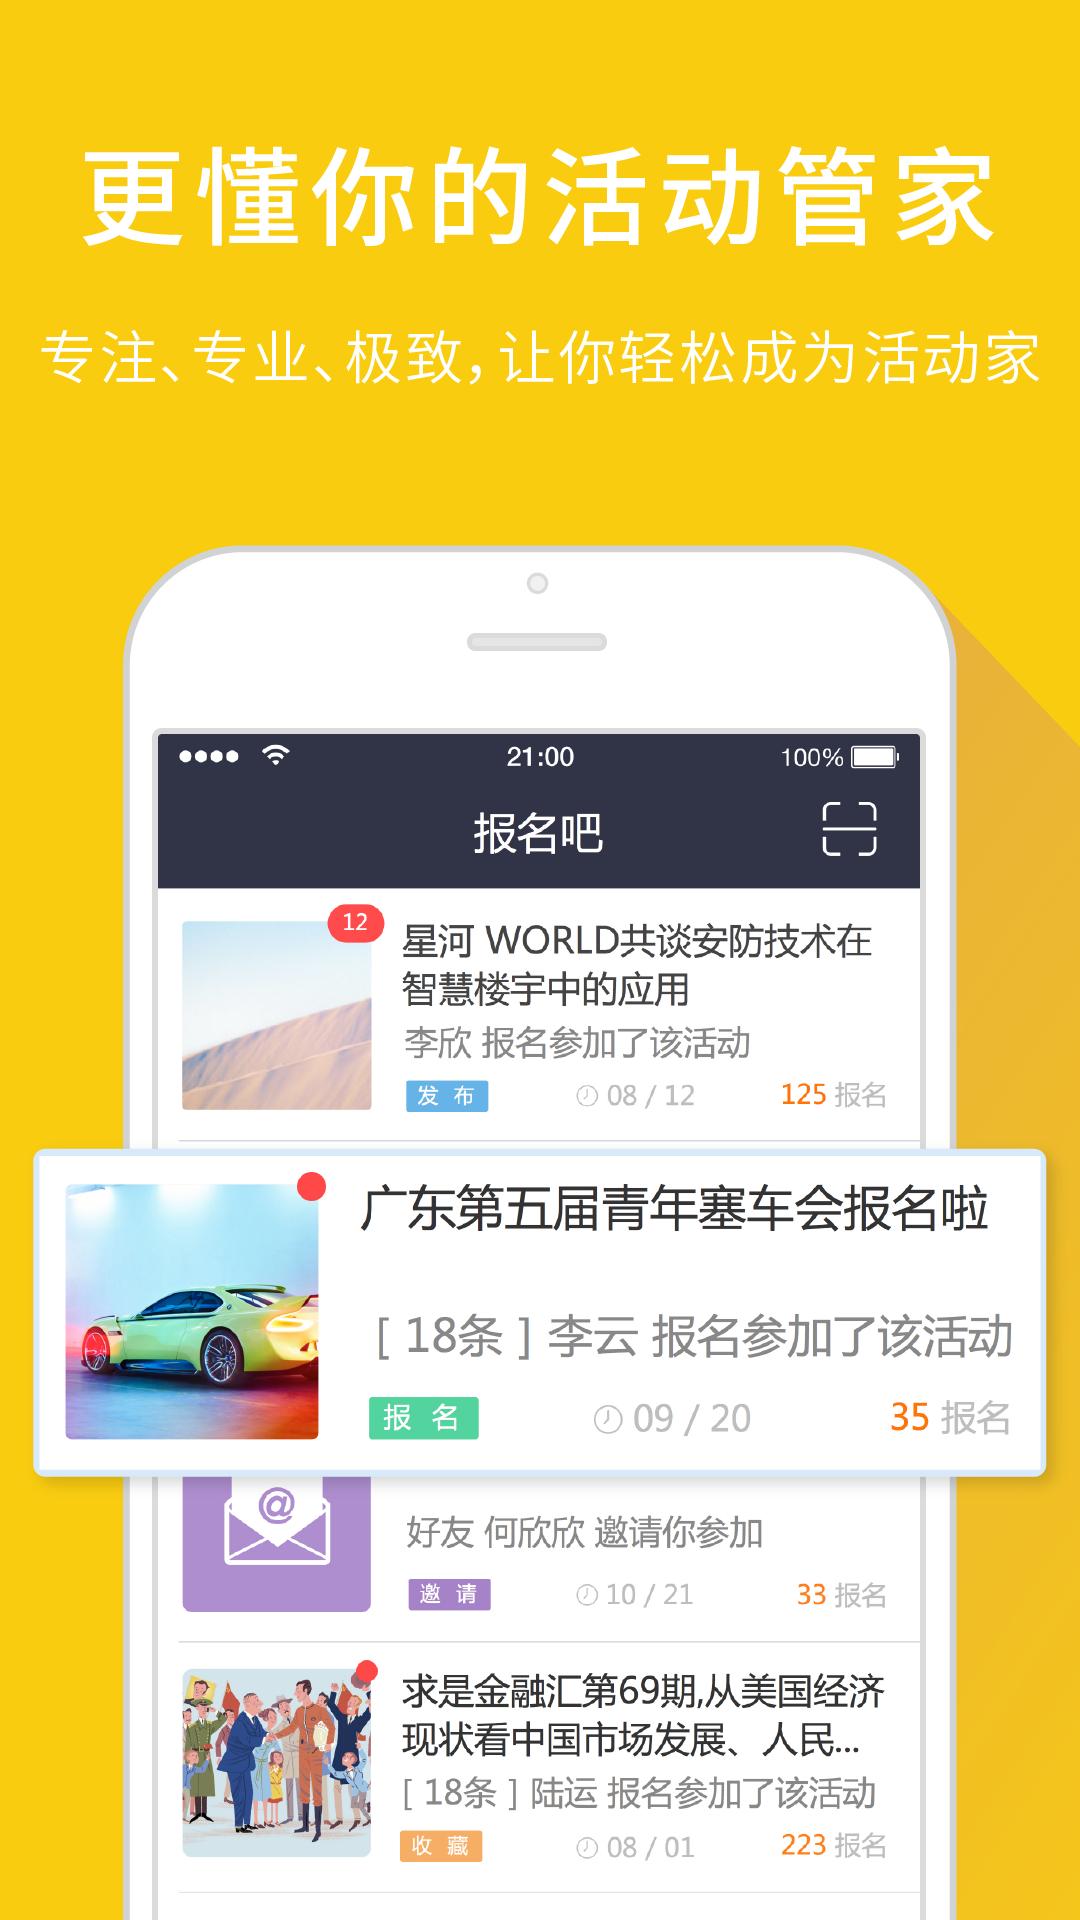 更懂你的活动管家
专注、专业、极致,让你轻松成为活动家
21:00
100%
报名吧
12
星河 WORLD共谈安防技术在
智慧楼宇中的应用
李欣 报名参加了该活动
发 布 08 / 12 125 报名
广东第五届青年塞车会报名啦
[ 18条 ] 李云 报名参加了该活动
报 名 09 / 20 35 报名
@
好友 何欣欣 邀请你参加
邀 请 10 / 21 33 报名
求是金融汇第69期,从美国经济
现状看中国市场发展、人民...
[ 18条 ] 陆运 报名参加了该活动
收 藏 08 / 01 223 报名